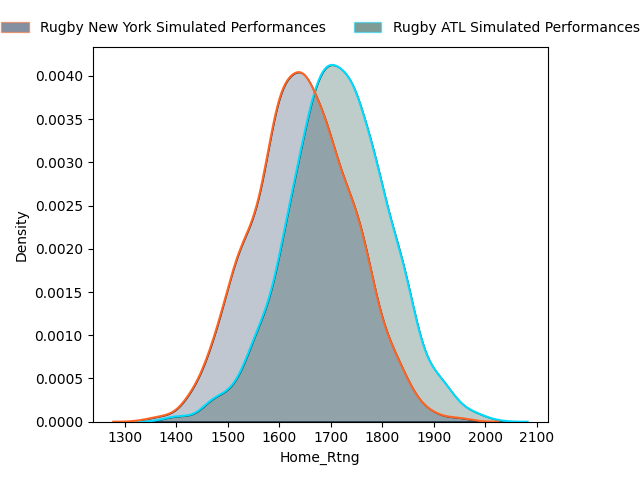 Rugby New York Simulated Performances Rugby ATL Simulated Performances
0.0040
0.0035
0.0030
0.0025
0.0020
0.0015
0.0010
0.0005
0.0000
Density
1300 1400 1500 1600 1700 1800 1900 2000 2100
Home_Rtng